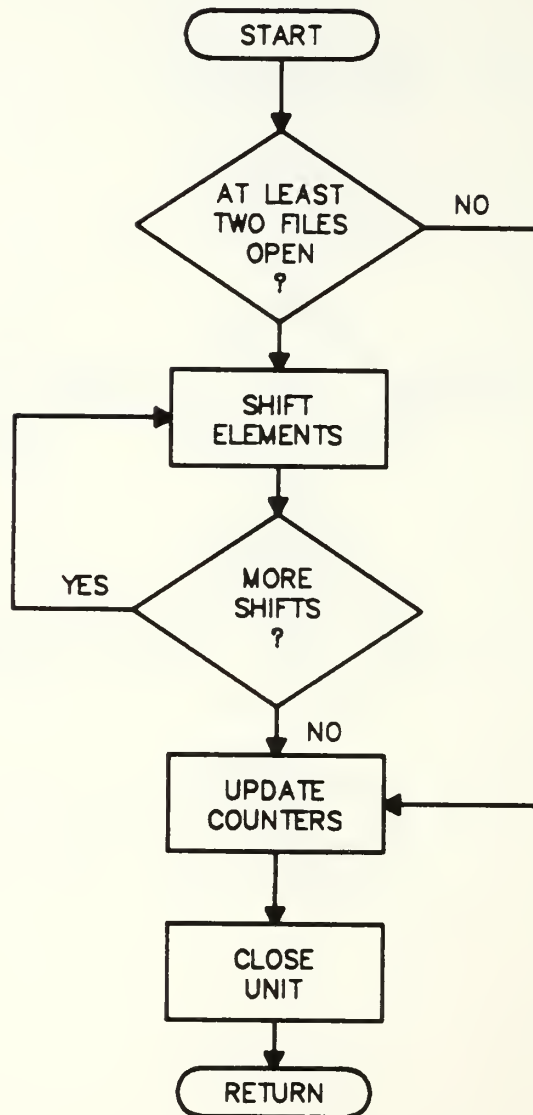 START
AT LEAST
TWO FILES
OPEN
?
NO
SHIFT
ELEMENTS
YES
MORE
SHIFTS
?
NO
UPDATE
COUNTERS
CLOSE
UNIT
RETURN